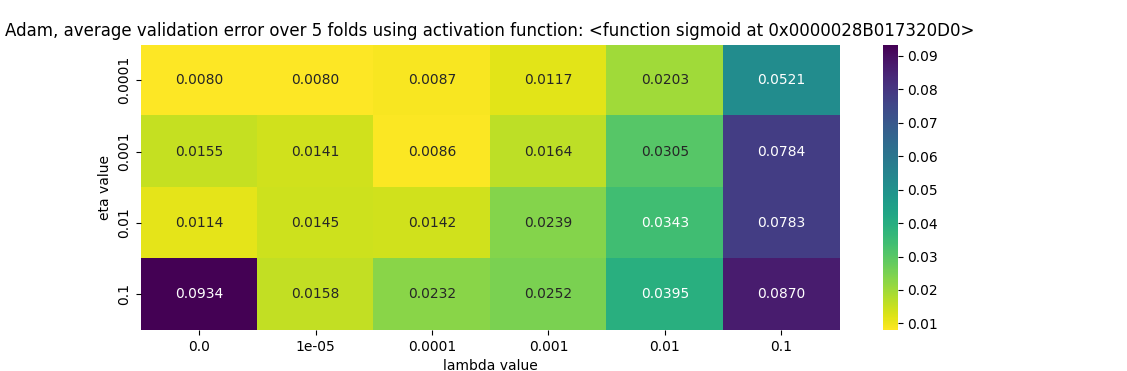 Adam, average validation error over 5 folds using activation function: <function sigmoid at 0x0000028B017320D0>
0.0001 0.0080 0.0080 0.0087 0.0117 0.0203 0.0521
0.001 0.0155 0.0141 0.0086 0.0164 0.0305 0.0784
0.01 0.0114 0.0145 0.0142 0.0239 0.0343 0.0783
0.1 0.0934 0.0158 0.0232 0.0252 0.0395 0.0870
eta value
0.0 1e-05 0.0001 0.001 0.01 0.1
lambda value
0.09
0.08
0.07
0.06
0.05
0.04
0.03
0.02
0.01